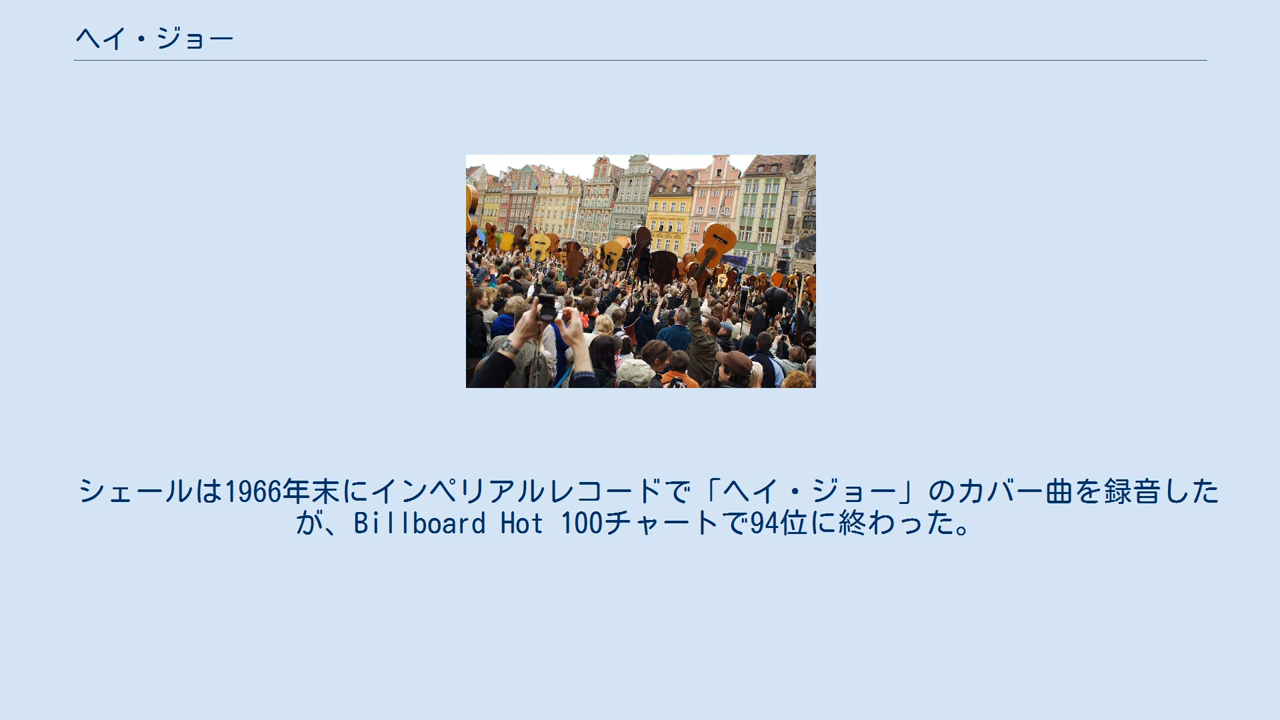 ヘイ・ジョー
シェールは1966年末にインペリアルレコードで「ヘイ・ジョー」のカバー曲を録音した
が、Billboard Hot 100チャートで94位に終わった。